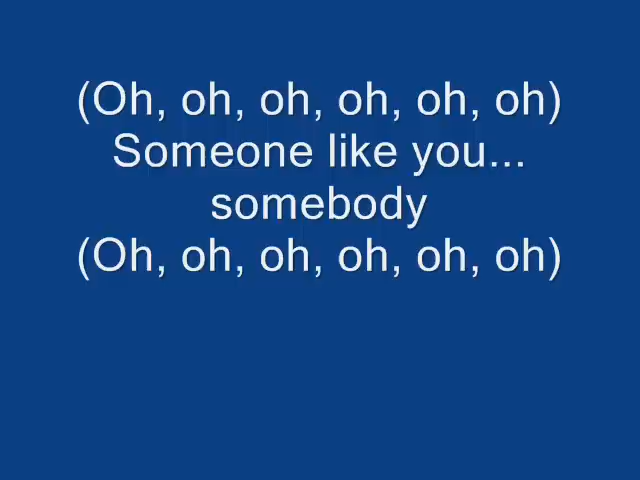 (Oh, oh, oh, oh, oh, oh)
Someone like you...
somebody
(Oh, oh, oh, oh, oh, oh)